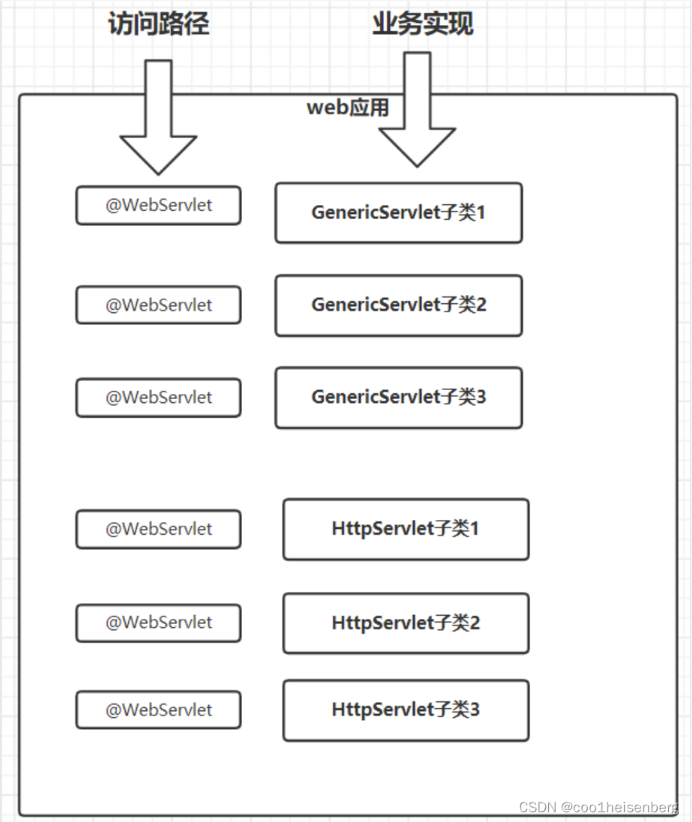 访问路径 业务实现
web应用
@WebServlet GenericServlet子类1
@WebServlet GenericServlet子类2
@WebServlet GenericServlet子类3
@WebServlet HttpServlet子类1
@WebServlet HttpServlet子类2
@WebServlet HttpServlet子类3
CSDN @coo1heisenberg